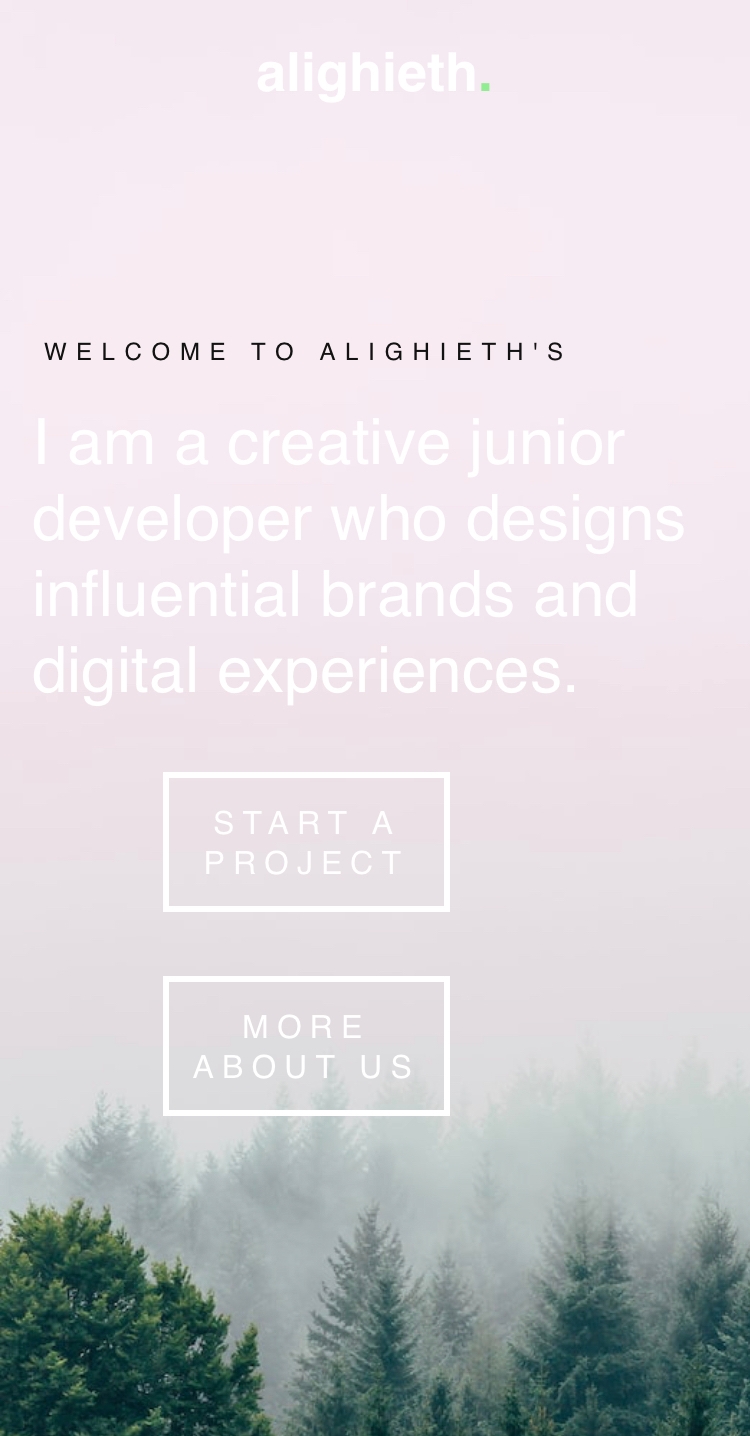 alighieth.
WELCOME TO ALIGHIETH'S
I am a creative junior
developer who designs
influential brands and
digital experiences.
START A
PROJECT
MORE
ABOUT US